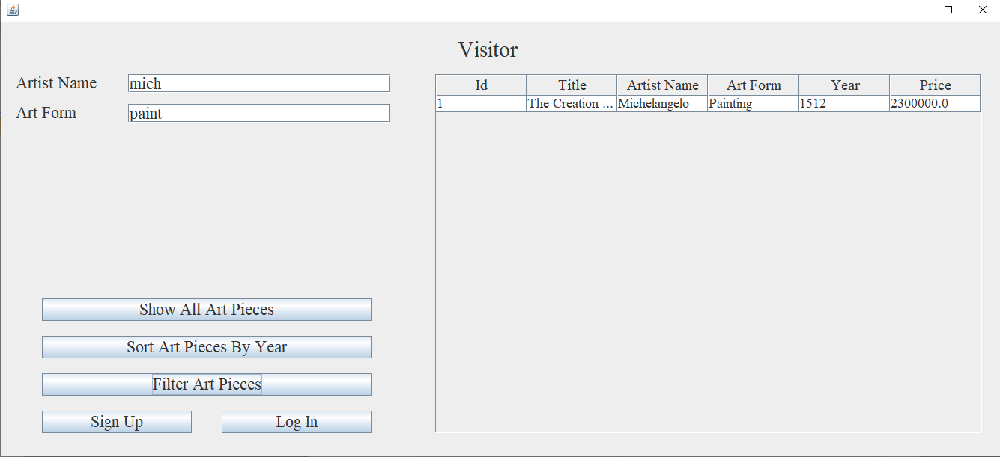 Visitor
Artist Name mich
Art Form paint
Id Title Artist Name Art Form Year Price
1 The Creation ... Michelangelo Painting 1512 2300000.0
Show All Art Pieces
Sort Art Pieces By Year
Filter Art Pieces
Sign Up Log In